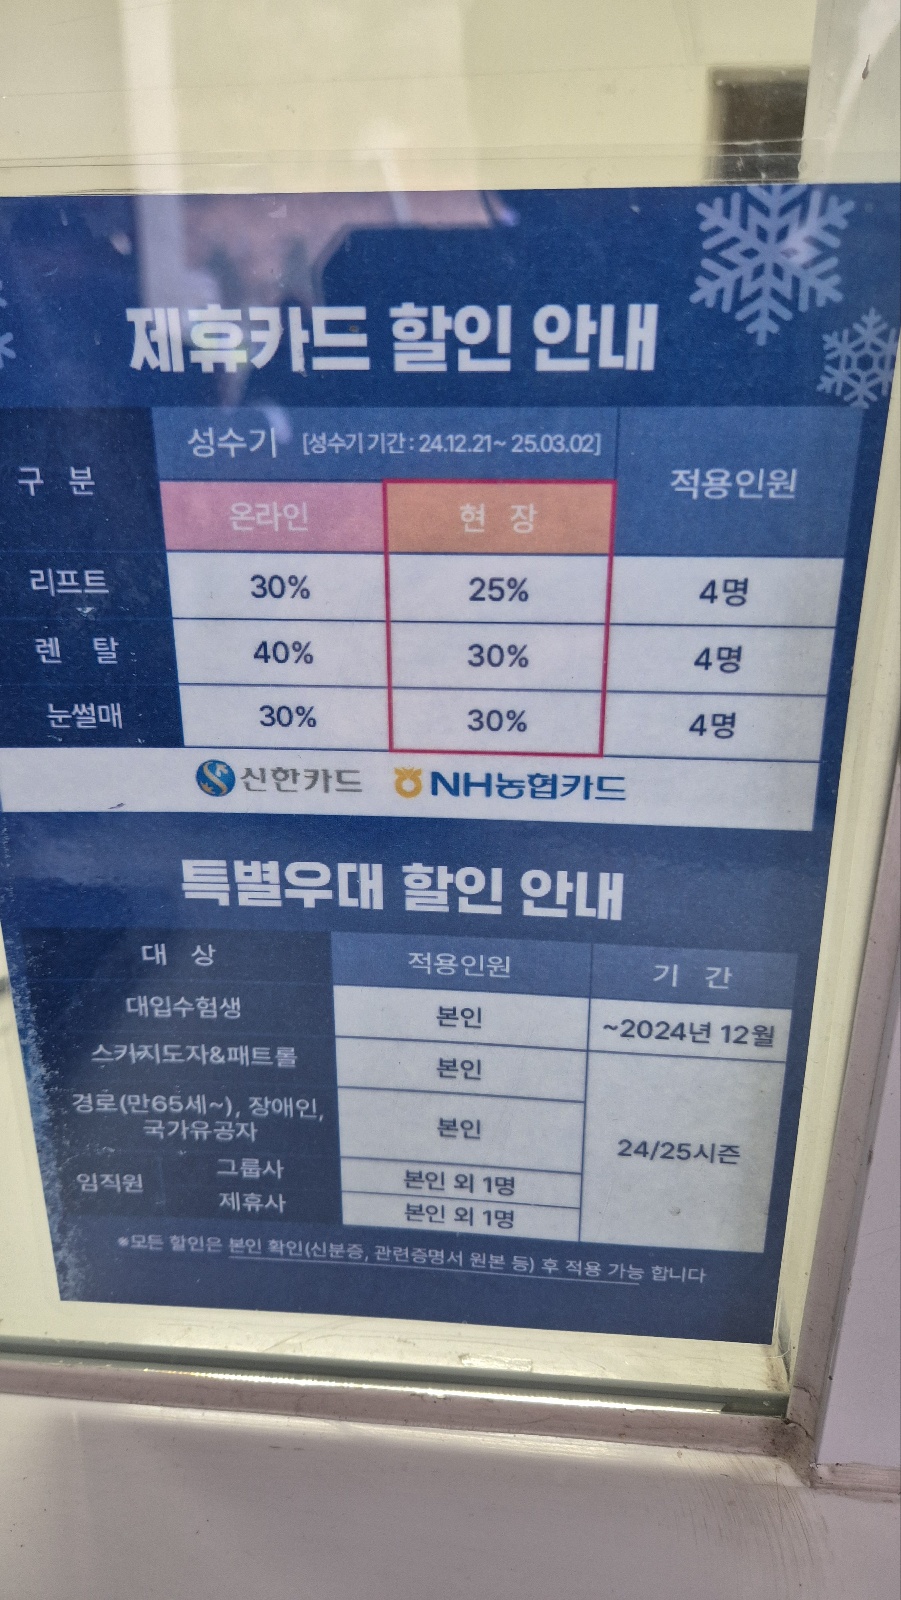 제휴카드 할인 안내
구 분 성수기 [성수기 기간 : 24.12.21~ 25.03.02] 적용인원
온라인 현 장
리프트 30% 25% 4명
렌 탈 40% 30% 4명
눈썰매 30% 30% 4명
신한카드 NH농협카드
특별우대 할인 안내
대 상 적용인원 기 간
대입수험생 본인 ~2024년 12월
스키지도자&패트롤 본인 24/25시즌
경로(만65세~), 장애인,
국가유공자 본인
임직원 그룹사 본인 외 1명
제휴사 본인 외 1명
※모든 할인은 본인 확인(신분증, 관련증명서 원본 등) 후 적용 가능 합니다